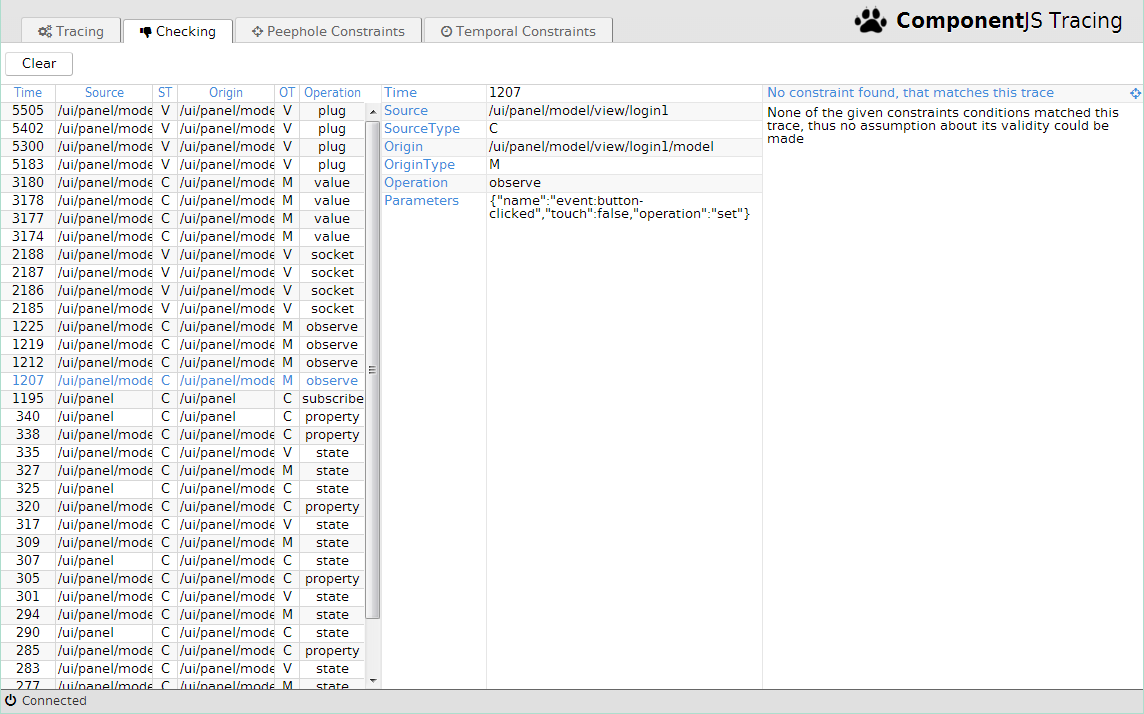 Tracing Checking Peephole Constraints Temporal Constraints ComponentJS Tracing
Clear
Time Source ST Origin OT Operation
5505 /ui/panel/mode V /ui/panel/mode V plug
5402 /ui/panel/mode V /ui/panel/mode V plug
5300 /ui/panel/mode V /ui/panel/mode V plug
5183 /ui/panel/mode V /ui/panel/mode V plug
3180 /ui/panel/mode C /ui/panel/mode M value
3178 /ui/panel/mode C /ui/panel/mode M value
3177 /ui/panel/mode C /ui/panel/mode M value
3174 /ui/panel/mode C /ui/panel/mode M value
2188 /ui/panel/mode V /ui/panel/mode V socket
2187 /ui/panel/mode V /ui/panel/mode V socket
2186 /ui/panel/mode V /ui/panel/mode V socket
2185 /ui/panel/mode V /ui/panel/mode V socket
1225 /ui/panel/mode C /ui/panel/mode M observe
1219 /ui/panel/mode C /ui/panel/mode M observe
1212 /ui/panel/mode C /ui/panel/mode M observe
1207 /ui/panel/mode C /ui/panel/mode M observe
1195 /ui/panel C /ui/panel C subscribe
340 /ui/panel C /ui/panel C property
338 /ui/panel/mode C /ui/panel/mode C property
335 /ui/panel/mode C /ui/panel/mode V state
327 /ui/panel/mode C /ui/panel/mode M state
325 /ui/panel C /ui/panel C state
320 /ui/panel/mode C /ui/panel/mode C property
317 /ui/panel/mode C /ui/panel/mode V state
309 /ui/panel/mode C /ui/panel/mode M state
307 /ui/panel C /ui/panel C state
305 /ui/panel/mode C /ui/panel/mode C property
301 /ui/panel/mode C /ui/panel/mode V state
294 /ui/panel/mode C /ui/panel/mode M state
290 /ui/panel C /ui/panel C state
285 /ui/panel/mode C /ui/panel/mode C property
283 /ui/panel/mode C /ui/panel/mode V state
277 /ui/panel/mode C /ui/panel/mode M state
Time 1207
Source /ui/panel/model/view/login1
SourceType C
Origin /ui/panel/model/view/login1/model
OriginType M
Operation observe
Parameters {"name":"event:button-
clicked","touch":false,"operation":"set"}
No constraint found, that matches this trace
None of the given constraints conditions matched this
trace, thus no assumption about its validity could be
made
Connected